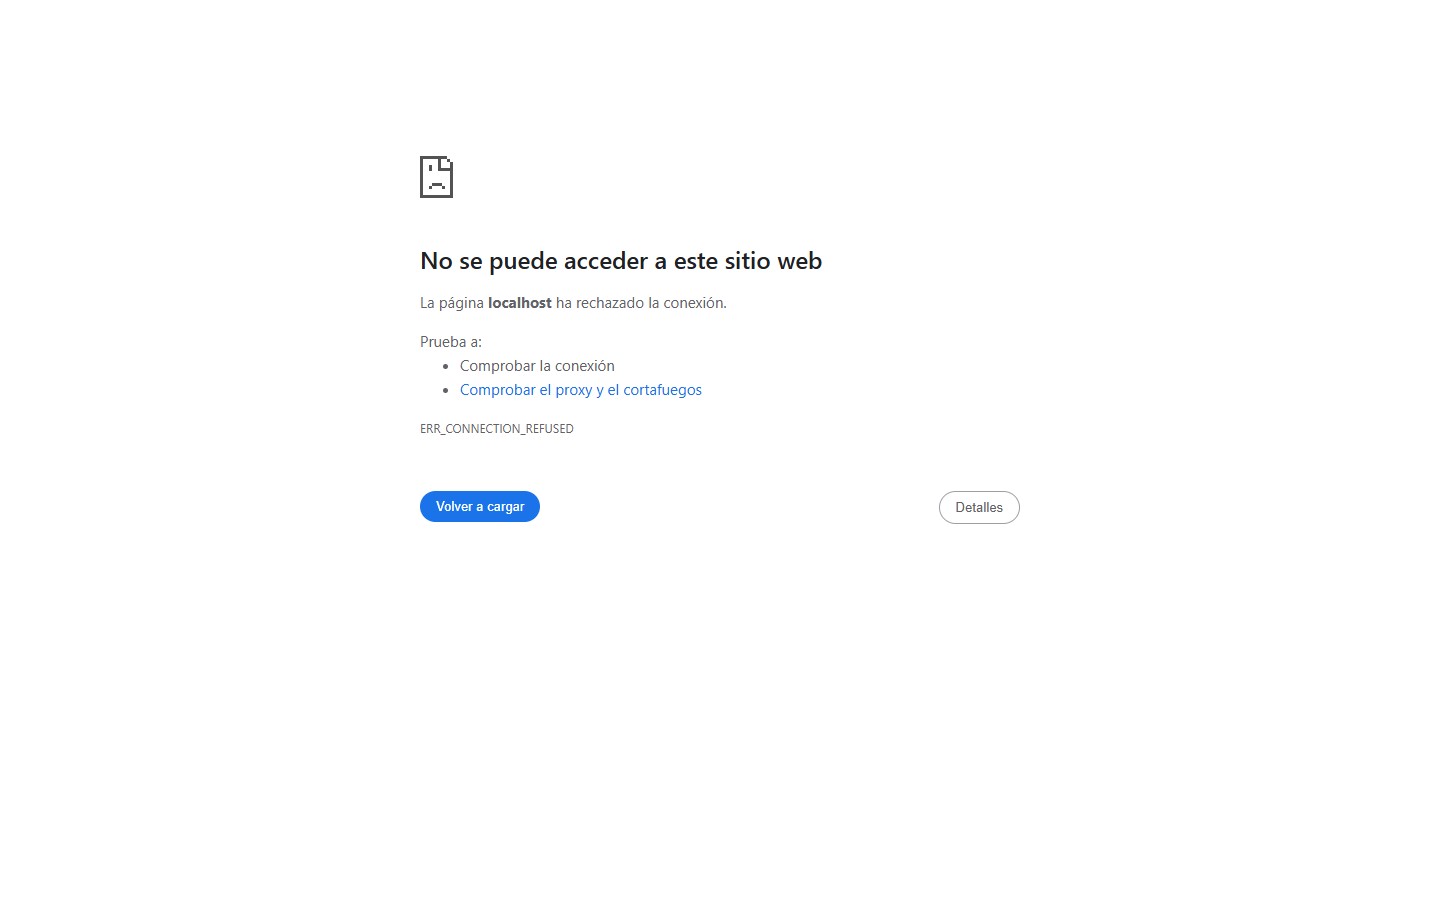 No se puede acceder a este sitio web
La página localhost ha rechazado la conexión.
Prueba a:
Comprobar la conexión
Comprobar el proxy y el cortafuegos
ERR_CONNECTION_REFUSED
Volver a cargar
Detalles